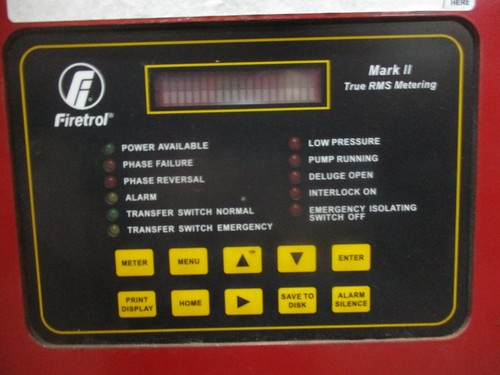 HERE
Firetrol®
Mark II
True RMS Metering
POWER AVAILABLE
PHASE FAILURE
PHASE REVERSAL
ALARM
TRANSFER SWITCH NORMAL
TRANSFER SWITCH EMERGENCY
LOW PRESSURE
PUMP RUNNING
DELUGE OPEN
INTERLOCK ON
EMERGENCY ISOLATING
SWITCH OFF
METER
MENU
ENTER
PRINT
DISPLAY
HOME
SAVE TO
DISK
ALARM
SILENCE